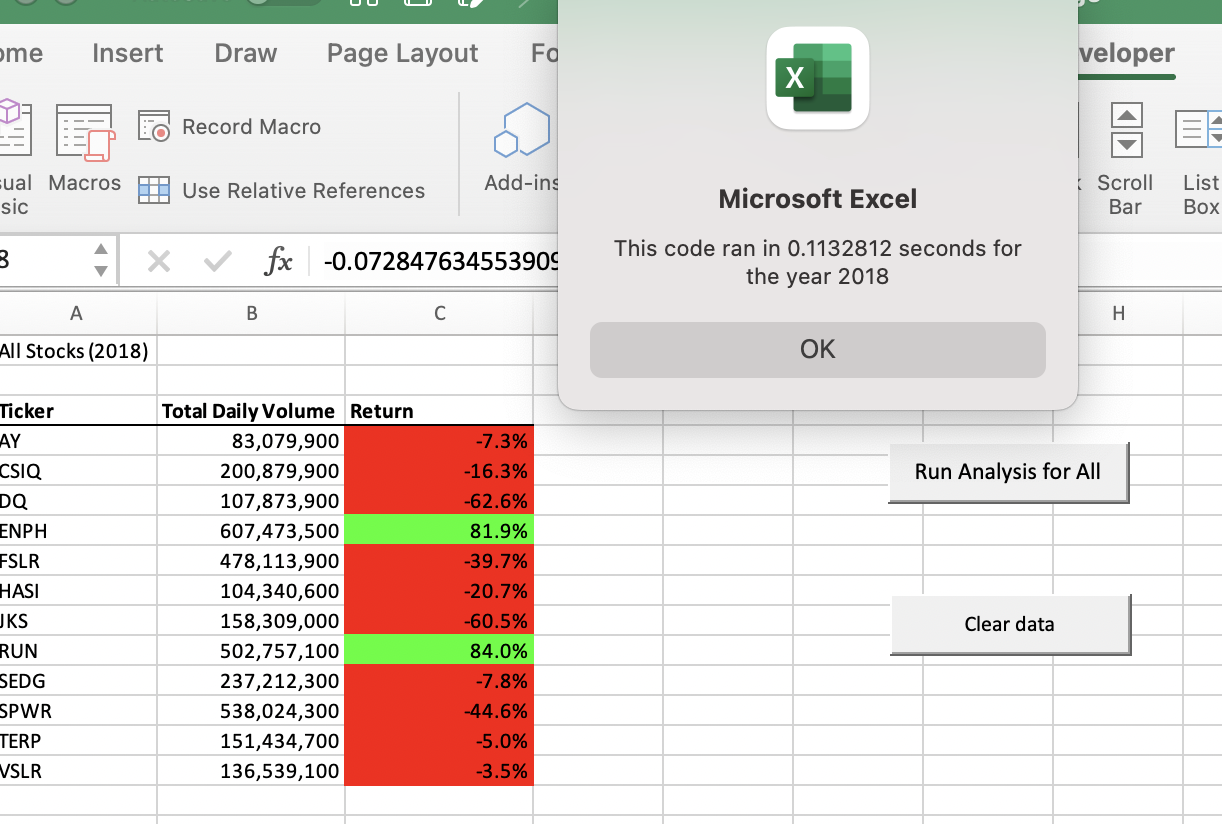 Insert Draw Page Layout
Record Macro
Macros
Use Relative References
Add-ins
Scroll
Bar
List
Box
fx -0.072847634553909
X
Microsoft Excel
This code ran in 0.1132812 seconds for
the year 2018
OK
A B C H
All Stocks (2018)
Ticker Total Daily Volume Return
AY 83,079,900 -7.3%
CSIQ 200,879,900 -16.3%
DQ 107,873,900 -62.6%
ENPH 607,473,500 81.9%
FSLR 478,113,900 -39.7%
HASI 104,340,600 -20.7%
JKS 158,309,000 -60.5%
RUN 502,757,100 84.0%
SEDG 237,212,300 -7.8%
SPWR 538,024,300 -44.6%
TERP 151,434,700 -5.0%
VSLR 136,539,100 -3.5%
Run Analysis for All
Clear data